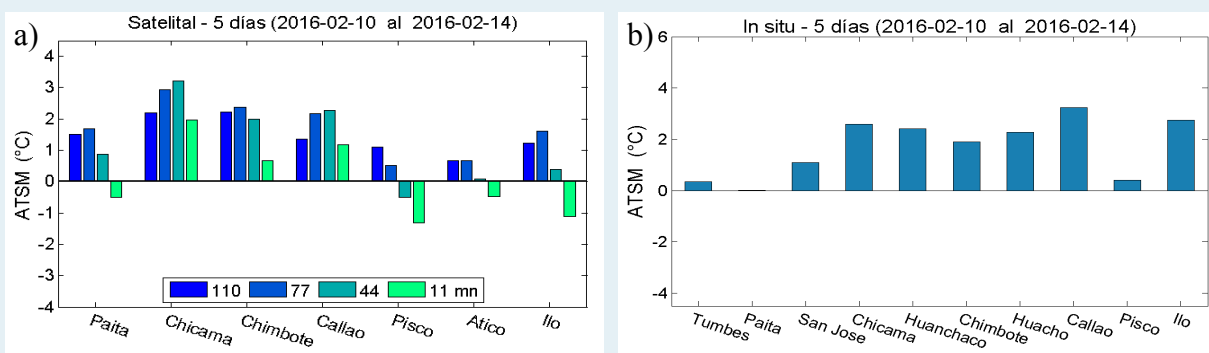 a)
Satelital - 5 días (2016-02-10 al 2016-02-14)
ATSM (°C)
4
3
2
1
0
-1
-2
-3
-4
110 77 44 11 mn
Paita Chicama Chimbote Callao Pisco Atico Ilo
b)
In situ - 5 días (2016-02-10 al 2016-02-14)
ATSM (°C)
6
4
2
0
-2
-4
Tumbes Paita San Jose Chicama Huanchaco Chimbote Huacho Callao Pisco Ilo